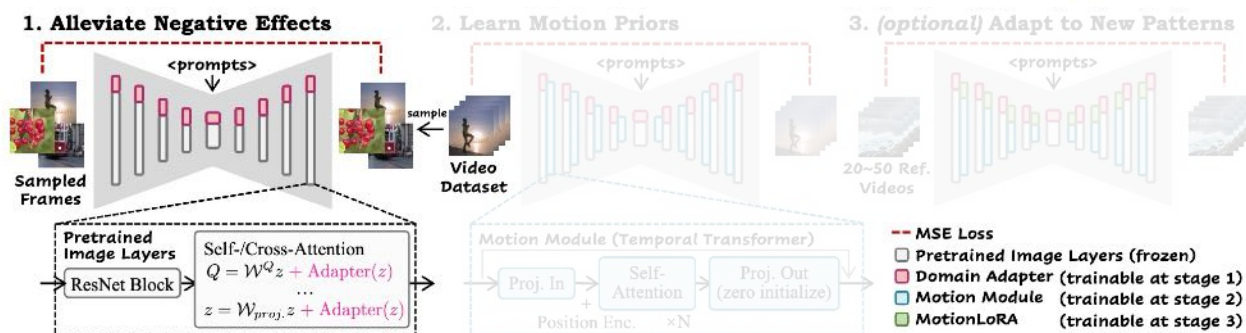 1. Alleviate Negative Effects
<prompts>
sample
Sampled
Frames
Video
Dataset
Pretrained
Image Layers
ResNet Block
Self-/Cross-Attention
Q = W^Q z + Adapter(z)
...
z = W_proj. z + Adapter(z)
2. Learn Motion Priors
<prompts>
Motion Module (Temporal Transformer)
Proj. In
Self-
Attention
Proj. Out
(zero initialize)
+
Position Enc.
×N
3. (optional) Adapt to New Patterns
<prompts>
20~50 Ref.
Videos
MSE Loss
Pretrained Image Layers (frozen)
Domain Adapter (trainable at stage 1)
Motion Module (trainable at stage 2)
MotionLoRA (trainable at stage 3)